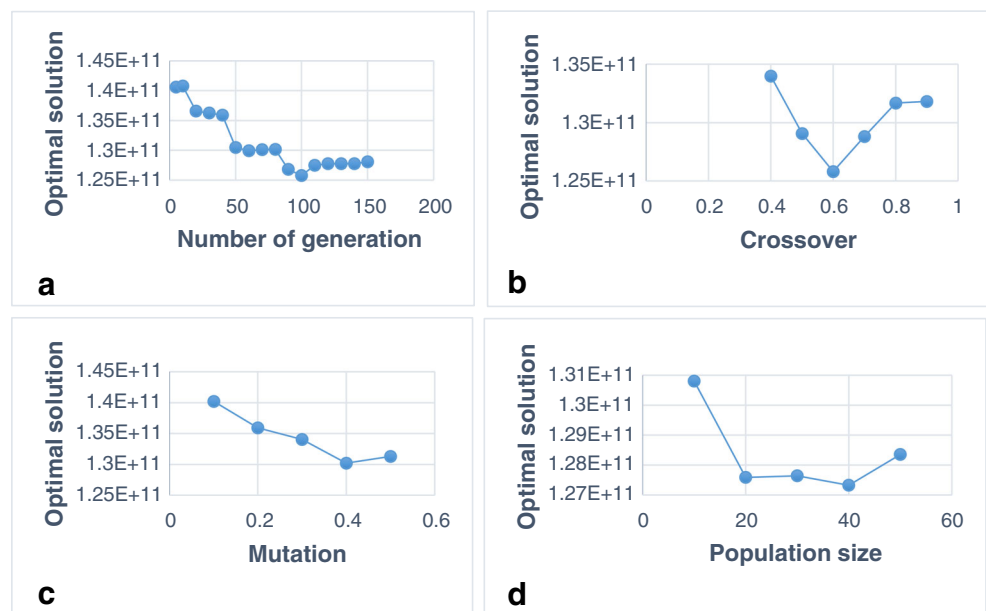 Optimal solution
1.45E+11
1.4E+11
1.35E+11
1.3E+11
1.25E+11
0 50 100 150 200
Number of generation
a
Optimal solution
1.35E+11
1.3E+11
1.25E+11
0 0.2 0.4 0.6 0.8 1
Crossover
b
Optimal solution
1.45E+11
1.4E+11
1.35E+11
1.3E+11
1.25E+11
0 0.2 0.4 0.6
Mutation
c
Optimal solution
1.31E+11
1.3E+11
1.29E+11
1.28E+11
1.27E+11
0 20 40 60
Population size
d